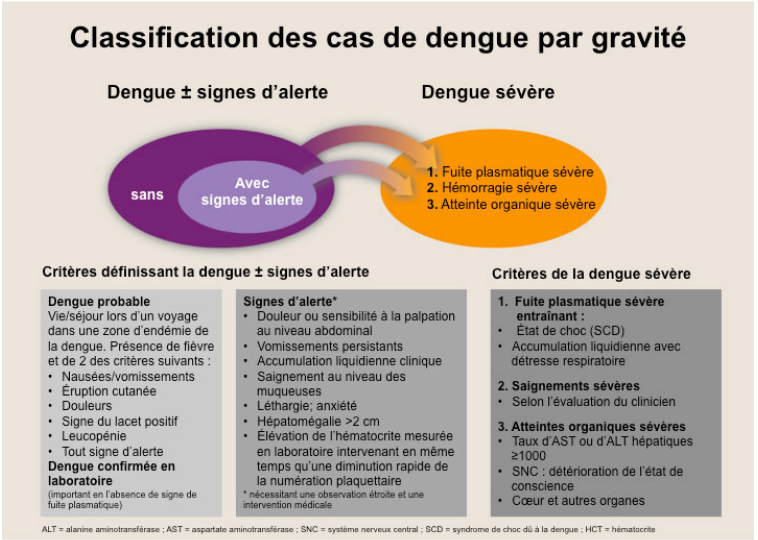 Classification des cas de dengue par gravité
Dengue ± signes d'alerte
Dengue sévère
sans
Avec
signes d'alerte
1. Fuite plasmatique sévère
2. Hémorragie sévère
3. Atteinte organique sévère
Critères définissant la dengue ± signes d'alerte
Dengue probable
Vie/séjour lors d'un voyage
dans une zone d'endémie de
la dengue. Présence de fièvre
et de 2 des critères suivants :
• Nausées/vomissements
• Éruption cutanée
• Douleurs
• Signe du lacet positif
• Leucopénie
• Tout signe d'alerte
Dengue confirmée en
laboratoire
(important en l'absence de signe de
fuite plasmatique)
Signes d'alerte*
• Douleur ou sensibilité à la palpation
au niveau abdominal
• Vomissements persistants
• Accumulation liquidienne clinique
• Saignement au niveau des
muqueuses
• Léthargie; anxiété
• Hépatomégalie >2 cm
• Élévation de l'hématocrite mesurée
en laboratoire intervenant en même
temps qu'une diminution rapide de
la numération plaquettaire
* nécessitant une observation étroite et une
intervention médicale
Critères de la dengue sévère
1. Fuite plasmatique sévère
entraînant :
• État de choc (SCD)
• Accumulation liquidienne avec
détresse respiratoire
2. Saignements sévères
• Selon l'évaluation du clinicien
3. Atteintes organiques sévères
• Taux d'AST ou d'ALT hépatiques
≥1000
• SNC : détérioration de l'état de
conscience
• Cœur et autres organes
ALT = alanine aminotransférase ; AST = aspartate aminotransférase ; SNC = système nerveux central ; SCD = syndrome de choc dû à la dengue ; HCT = hématocrite